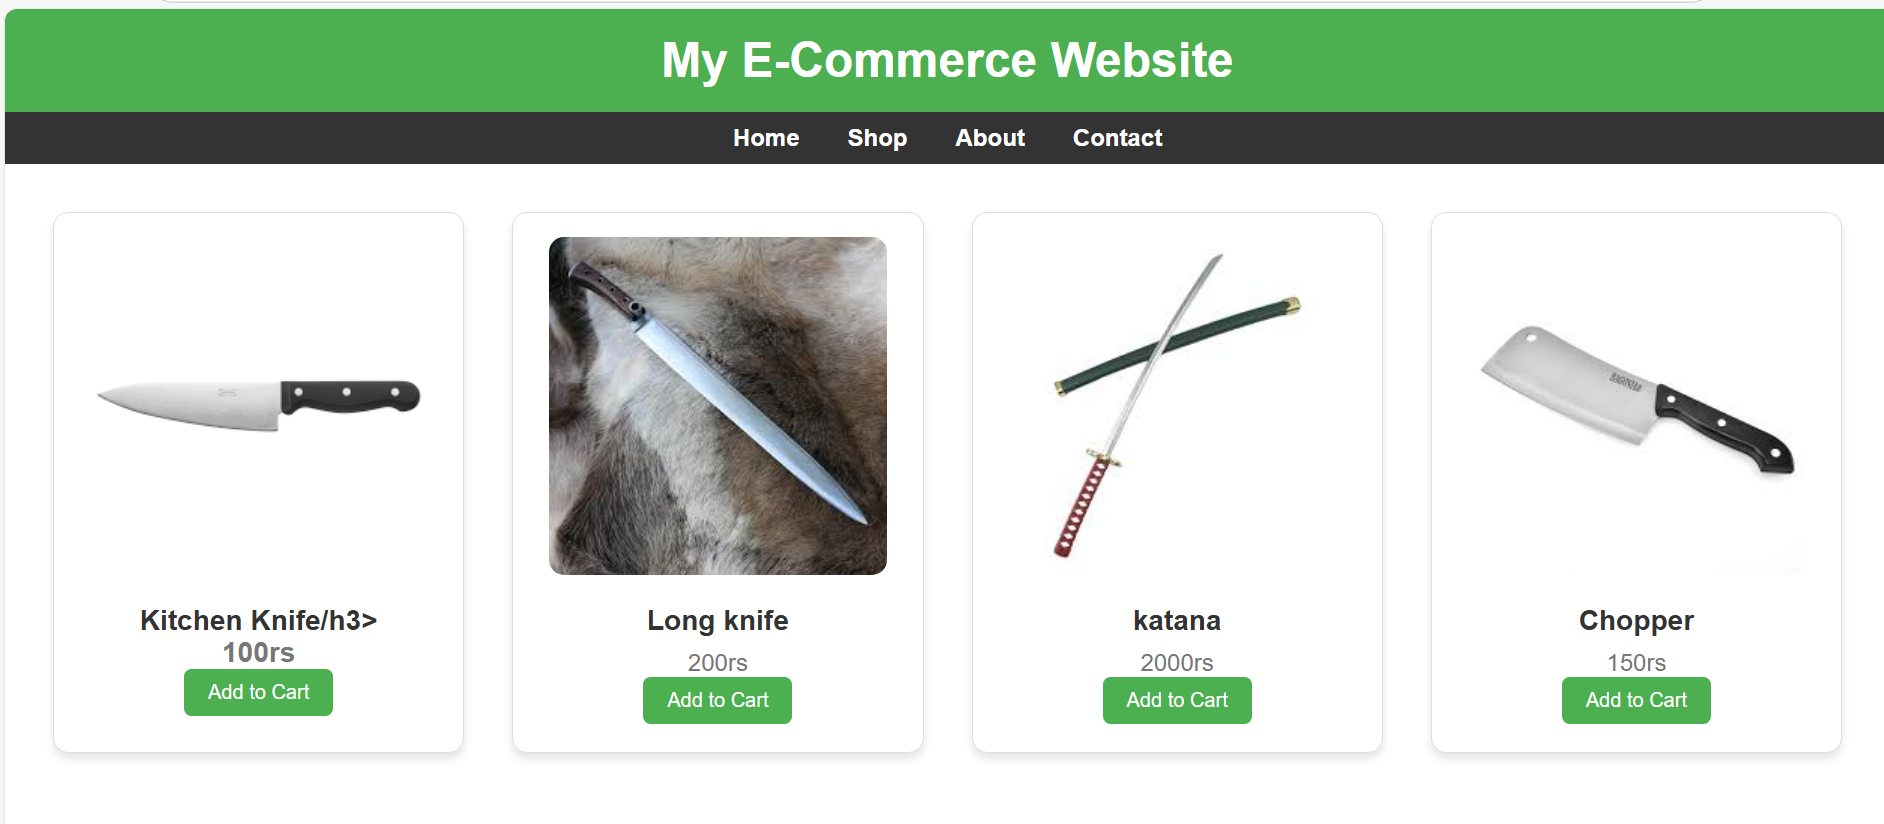 My E-Commerce Website
Home Shop About Contact
Kitchen Knife/h3>
100rs
Add to Cart
Long knife
200rs
Add to Cart
katana
2000rs
Add to Cart
Chopper
150rs
Add to Cart